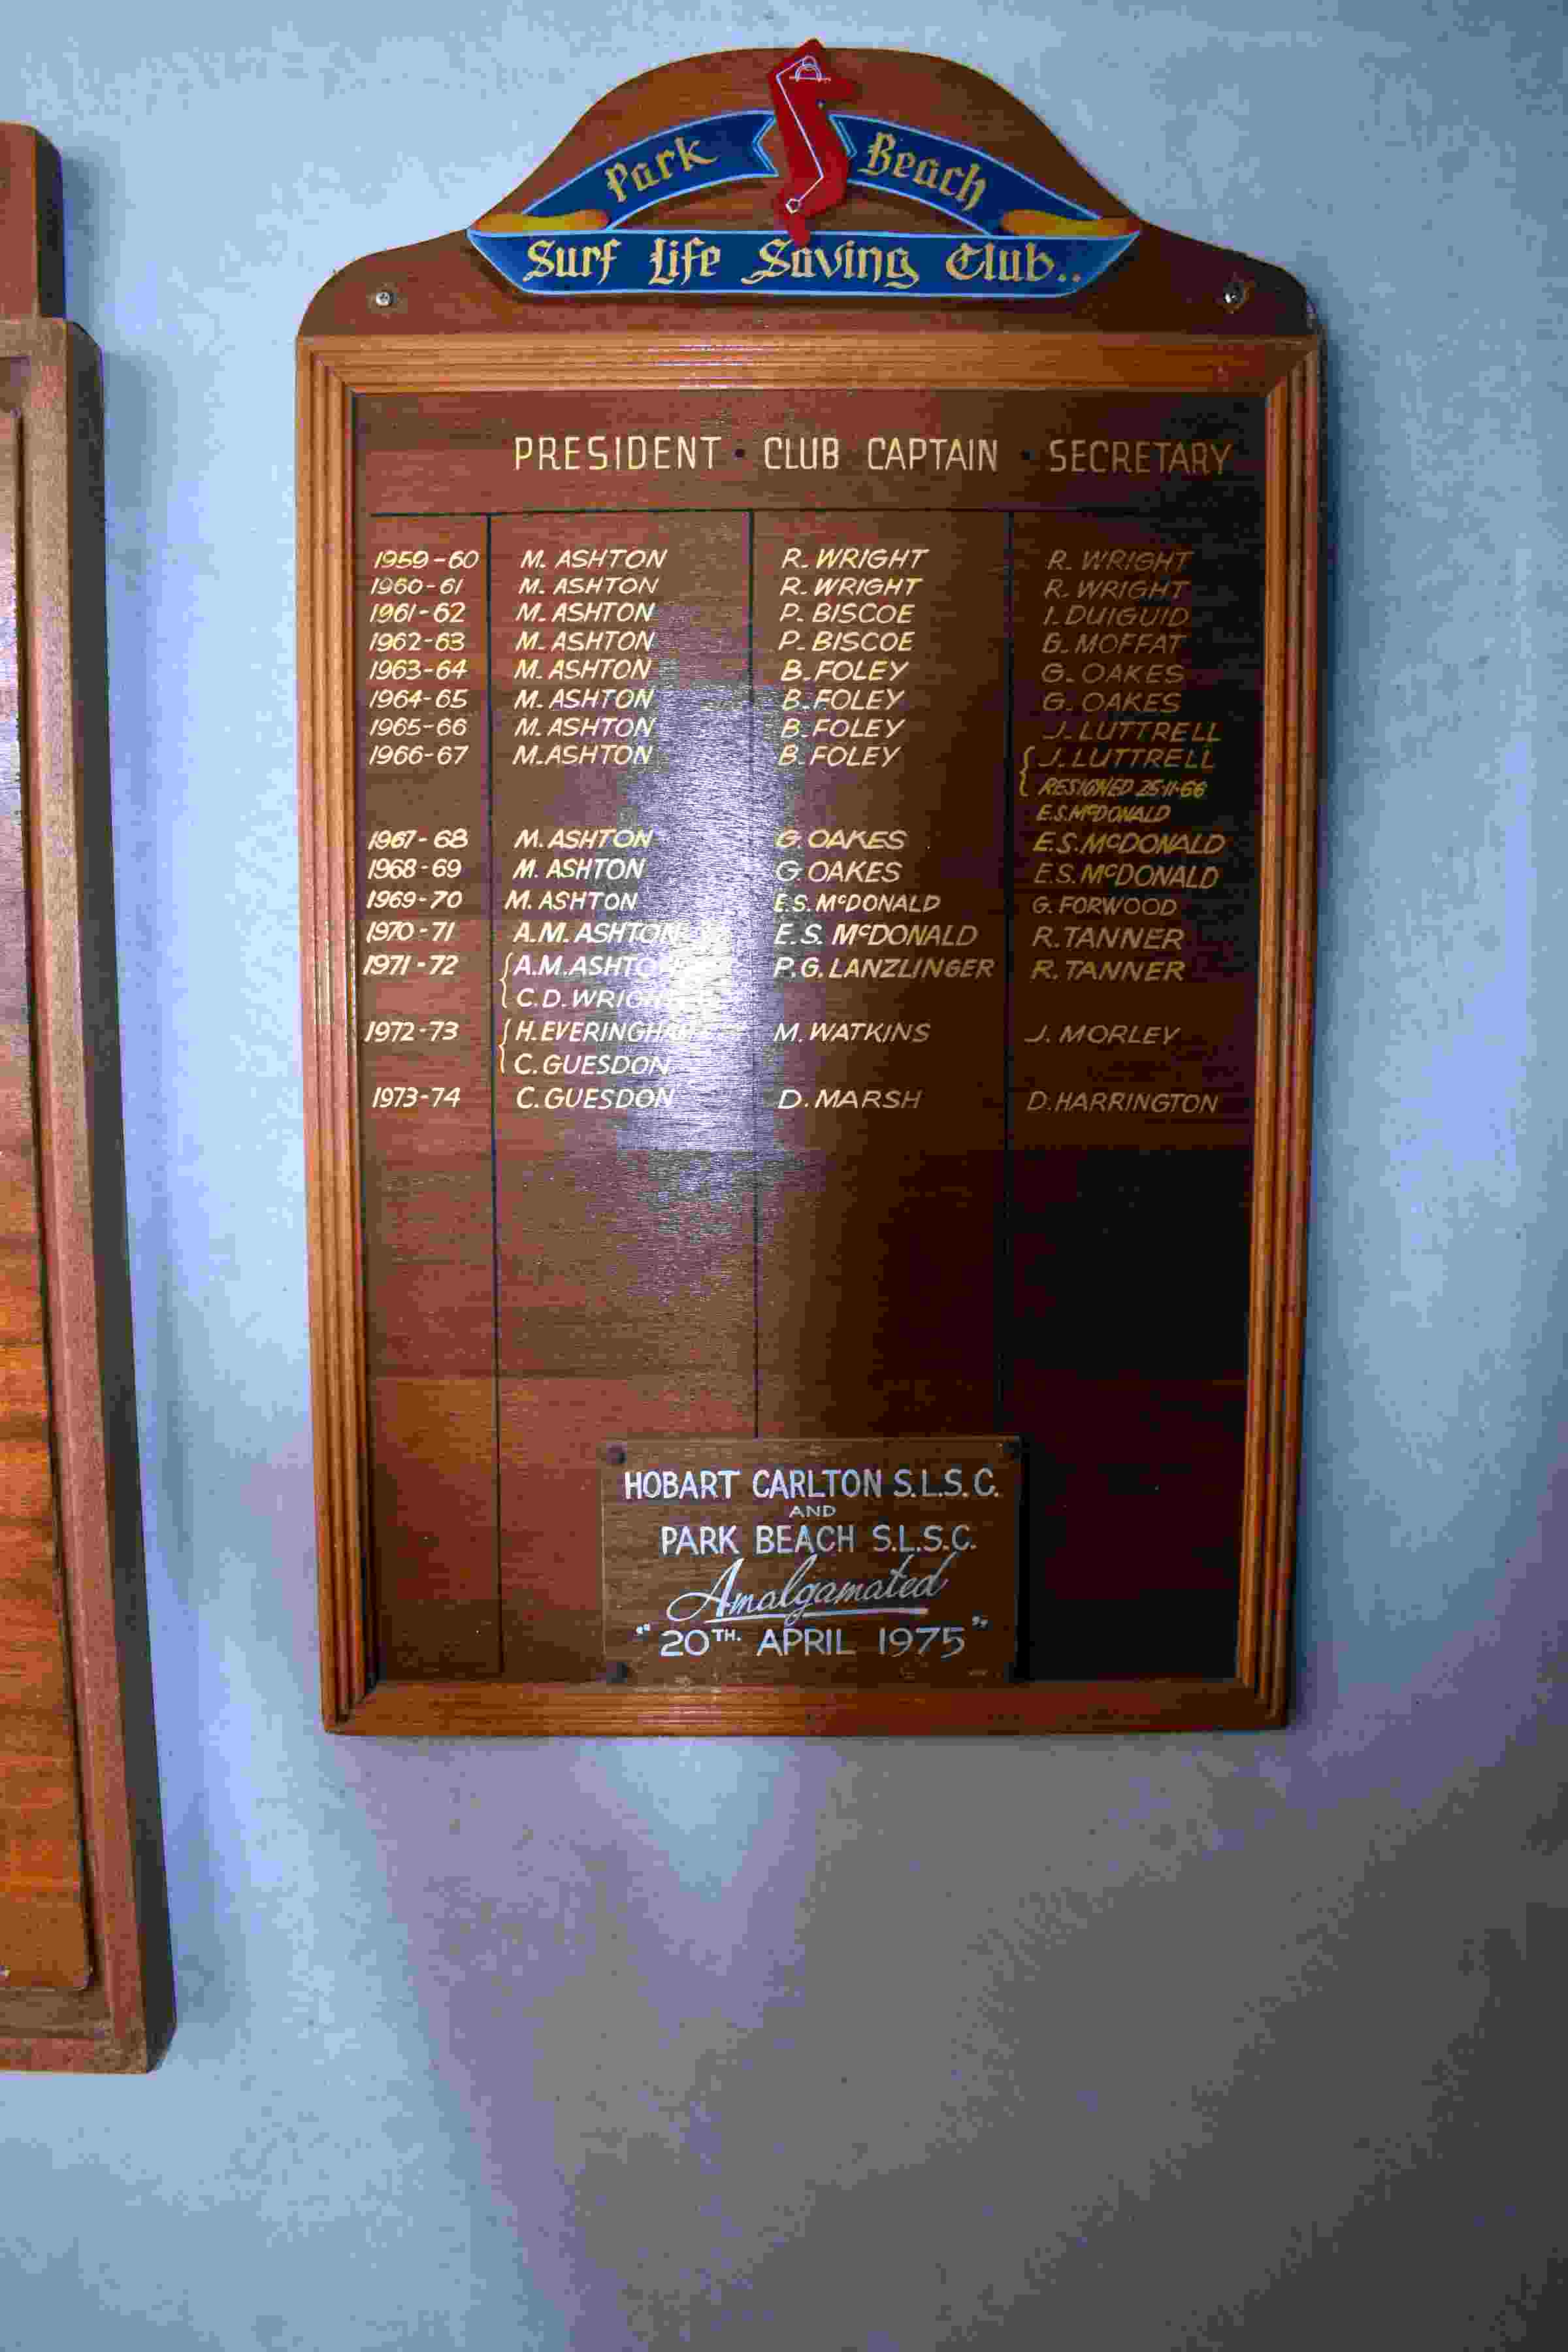 Park Beach
Surf Life Saving Club..
PRESIDENT · CLUB CAPTAIN · SECRETARY
1959-60 M. ASHTON R. WRIGHT R. WRIGHT
1960-61 M. ASHTON R. WRIGHT R. WRIGHT
1961-62 M. ASHTON P. BISCOE I. DUIGUID
1962-63 M. ASHTON P. BISCOE G. MOFFAT
1963-64 M. ASHTON B. FOLEY G. OAKES
1964-65 M. ASHTON B. FOLEY G. OAKES
1965-66 M. ASHTON B. FOLEY J. LUTTRELL
1966-67 M. ASHTON B. FOLEY { J. LUTTRELL
RESIGNED 25·11·66
E.S. McDONALD
1967-68 M. ASHTON G. OAKES E.S. McDONALD
1968-69 M. ASHTON G. OAKES E.S. McDONALD
1969-70 M. ASHTON E.S. McDONALD G. FORWOOD
1970-71 A.M. ASHTON E.S. McDONALD R. TANNER
1971-72 { A.M. ASHTON P.G. LANZLINGER R. TANNER
C.D. WRIGHT
1972-73 { H. EVERINGHAM M. WATKINS J. MORLEY
C. GUESDON
1973-74 C. GUESDON D. MARSH D. HARRINGTON
HOBART CARLTON S.L.S.C.
AND
PARK BEACH S.L.S.C.
Amalgamated
"20TH. APRIL 1975"